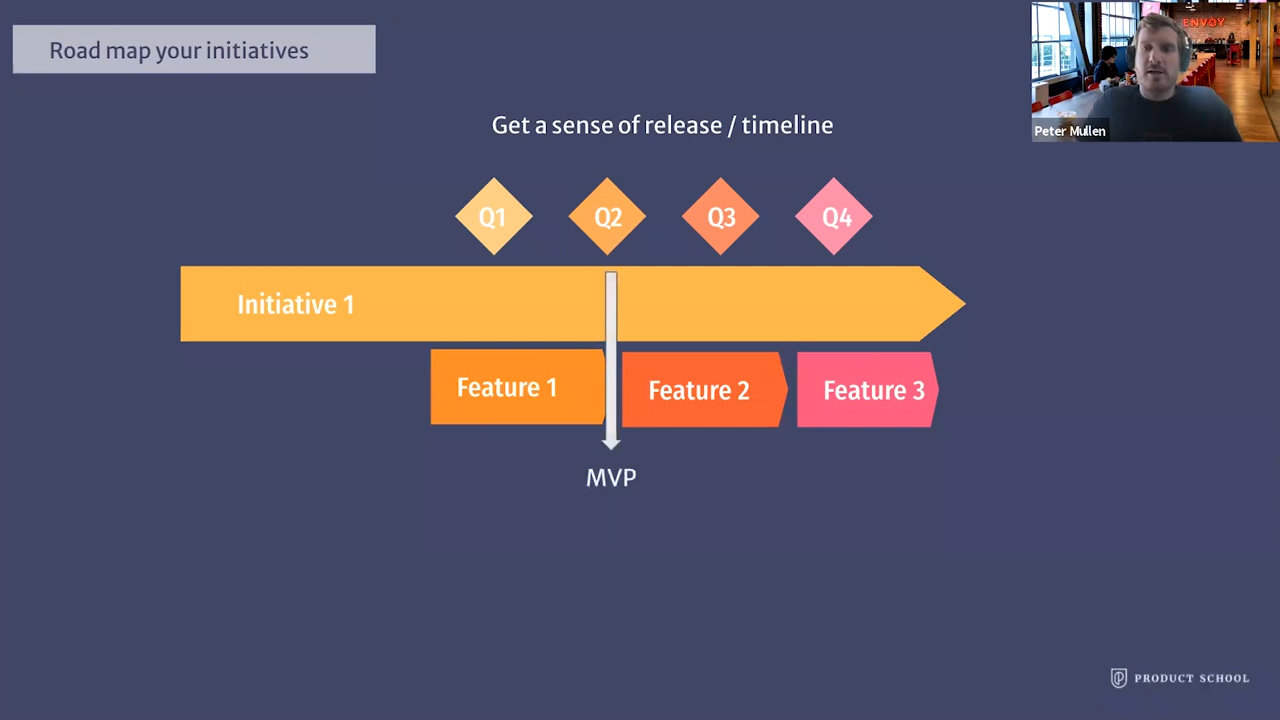 Road map your initiatives
ENVOY
Peter Mullen
Get a sense of release / timeline
Q1 Q2 Q3 Q4
Initiative 1
Feature 1 Feature 2 Feature 3
MVP
PRODUCT SCHOOL